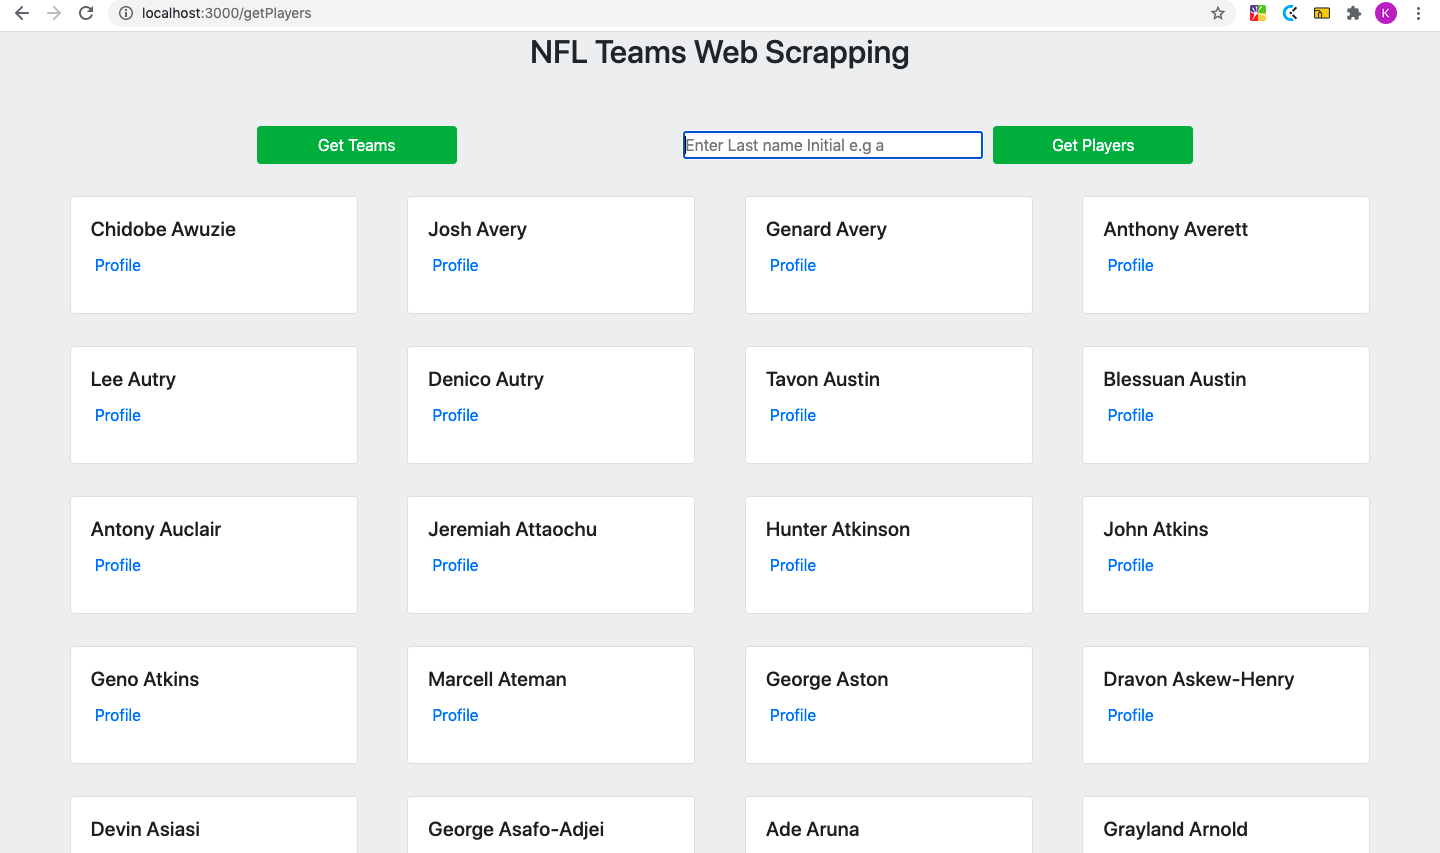 localhost:3000/getPlayers
K
NFL Teams Web Scrapping
Get Teams
Enter Last name Initial e.g a
Get Players
Chidobe Awuzie
Profile
Josh Avery
Profile
Genard Avery
Profile
Anthony Averett
Profile
Lee Autry
Profile
Denico Autry
Profile
Tavon Austin
Profile
Blessuan Austin
Profile
Antony Auclair
Profile
Jeremiah Attaochu
Profile
Hunter Atkinson
Profile
John Atkins
Profile
Geno Atkins
Profile
Marcell Ateman
Profile
George Aston
Profile
Dravon Askew-Henry
Profile
Devin Asiasi
George Asafo-Adjei
Ade Aruna
Grayland Arnold